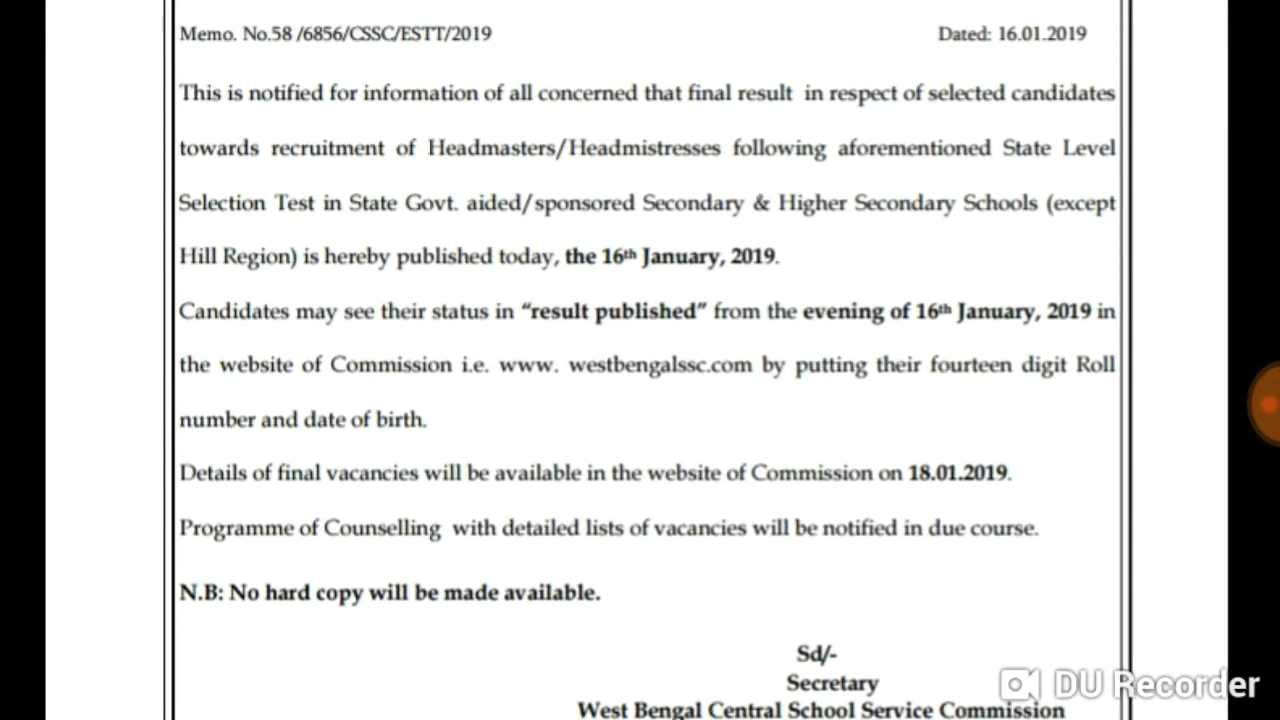 Memo. No.58 /6856/CSSC/ESTT/2019 Dated: 16.01.2019
This is notified for information of all concerned that final result in respect of selected candidates
towards recruitment of Headmasters/Headmistresses following aforementioned State Level
Selection Test in State Govt. aided/sponsored Secondary & Higher Secondary Schools (except
Hill Region) is hereby published today, the 16th January, 2019.
Candidates may see their status in "result published" from the evening of 16th January, 2019 in
the website of Commission i.e. www. westbengalssc.com by putting their fourteen digit Roll
number and date of birth.
Details of final vacancies will be available in the website of Commission on 18.01.2019.
Programme of Counselling with detailed lists of vacancies will be notified in due course.
N.B: No hard copy will be made available.
Sd/-
Secretary
West Bengal Central School Service Commission
DU Recorder